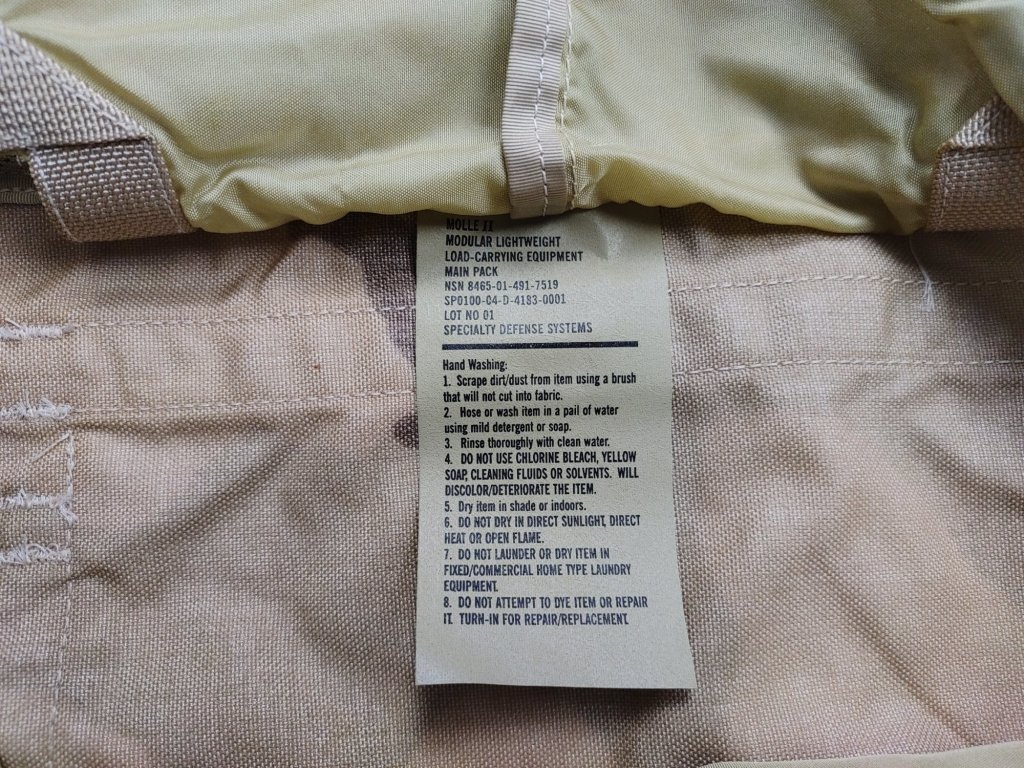 MOLLE II
MODULAR LIGHTWEIGHT
LOAD-CARRYING EQUIPMENT
MAIN PACK
NSN 8465-01-491-7519
SP0100-04-D-4183-0001
LOT NO 01
SPECIALTY DEFENSE SYSTEMS
Hand Washing:
1. Scrape dirt/dust from item using a brush
that will not cut into fabric.
2. Hose or wash item in a pail of water
using mild detergent or soap.
3. Rinse thoroughly with clean water.
4. DO NOT USE CHLORINE BLEACH, YELLOW
SOAP, CLEANING FLUIDS OR SOLVENTS. WILL
DISCOLOR/DETERIORATE THE ITEM.
5. Dry item in shade or indoors.
6. DO NOT DRY IN DIRECT SUNLIGHT, DIRECT
HEAT OR OPEN FLAME.
7. DO NOT LAUNDER OR DRY ITEM IN
FIXED/COMMERCIAL HOME TYPE LAUNDRY
EQUIPMENT.
8. DO NOT ATTEMPT TO DYE ITEM OR REPAIR
IT. TURN-IN FOR REPAIR/REPLACEMENT.